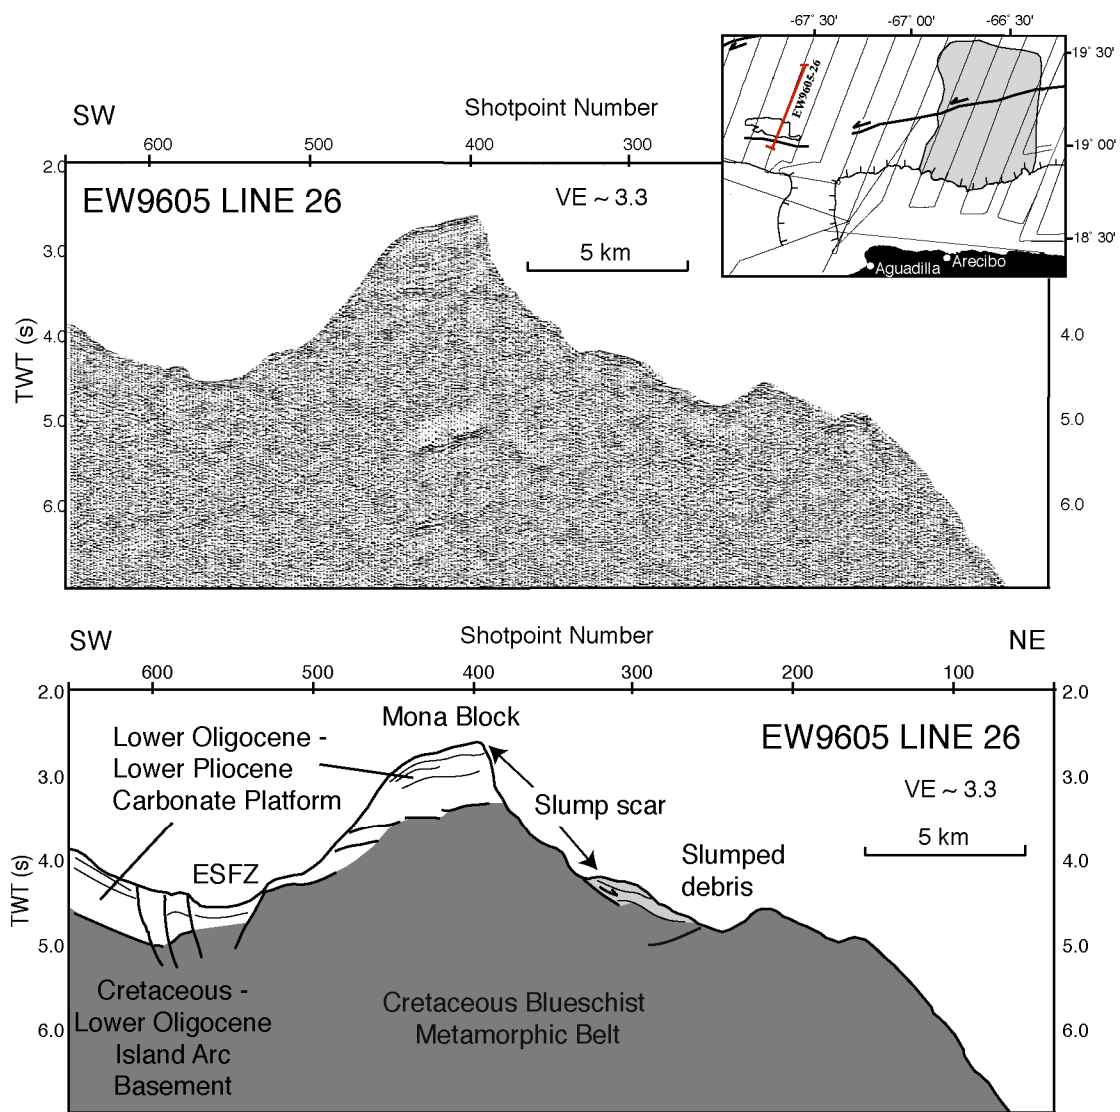 -67° 30' -67° 00' -66° 30'
19° 30'
19° 00'
18° 30'
EW9605-26
Aguadilla
Arecibo
SW
Shotpoint Number
600 500 400 300
EW9605 LINE 26
VE ~ 3.3
5 km
TWT (s)
2.0
3.0
4.0
5.0
6.0
4.0
5.0
6.0
SW
Shotpoint Number
NE
600 500 400 300 200 100
2.0
3.0
4.0
5.0
6.0
TWT (s)
2.0
3.0
4.0
5.0
6.0
Mona Block
EW9605 LINE 26
VE ~ 3.3
5 km
Lower Oligocene -
Lower Pliocene
Carbonate Platform
Slump scar
ESFZ
Slumped
debris
Cretaceous -
Lower Oligocene
Island Arc
Basement
Cretaceous Blueschist
Metamorphic Belt